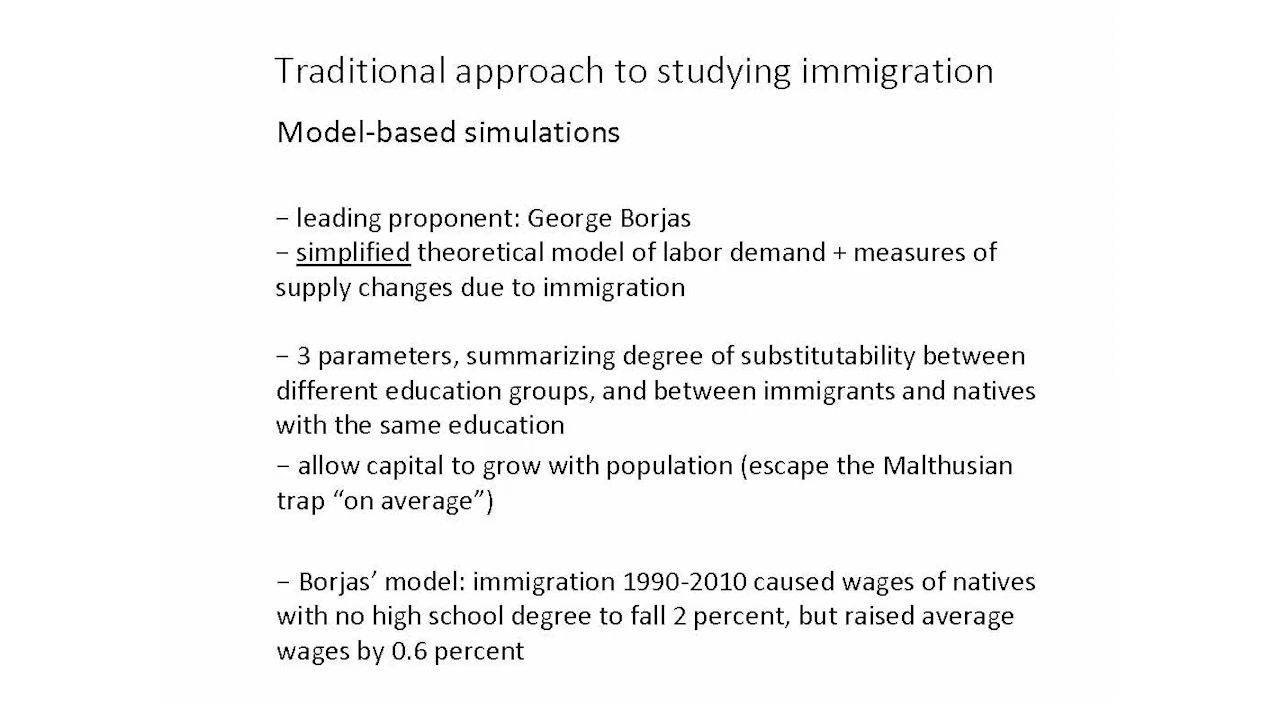 Traditional approach to studying immigration
Model-based simulations
− leading proponent: George Borjas
− simplified theoretical model of labor demand + measures of
supply changes due to immigration
− 3 parameters, summarizing degree of substitutability between
different education groups, and between immigrants and natives
with the same education
− allow capital to grow with population (escape the Malthusian
trap “on average”)
− Borjas’ model: immigration 1990-2010 caused wages of natives
with no high school degree to fall 2 percent, but raised average
wages by 0.6 percent